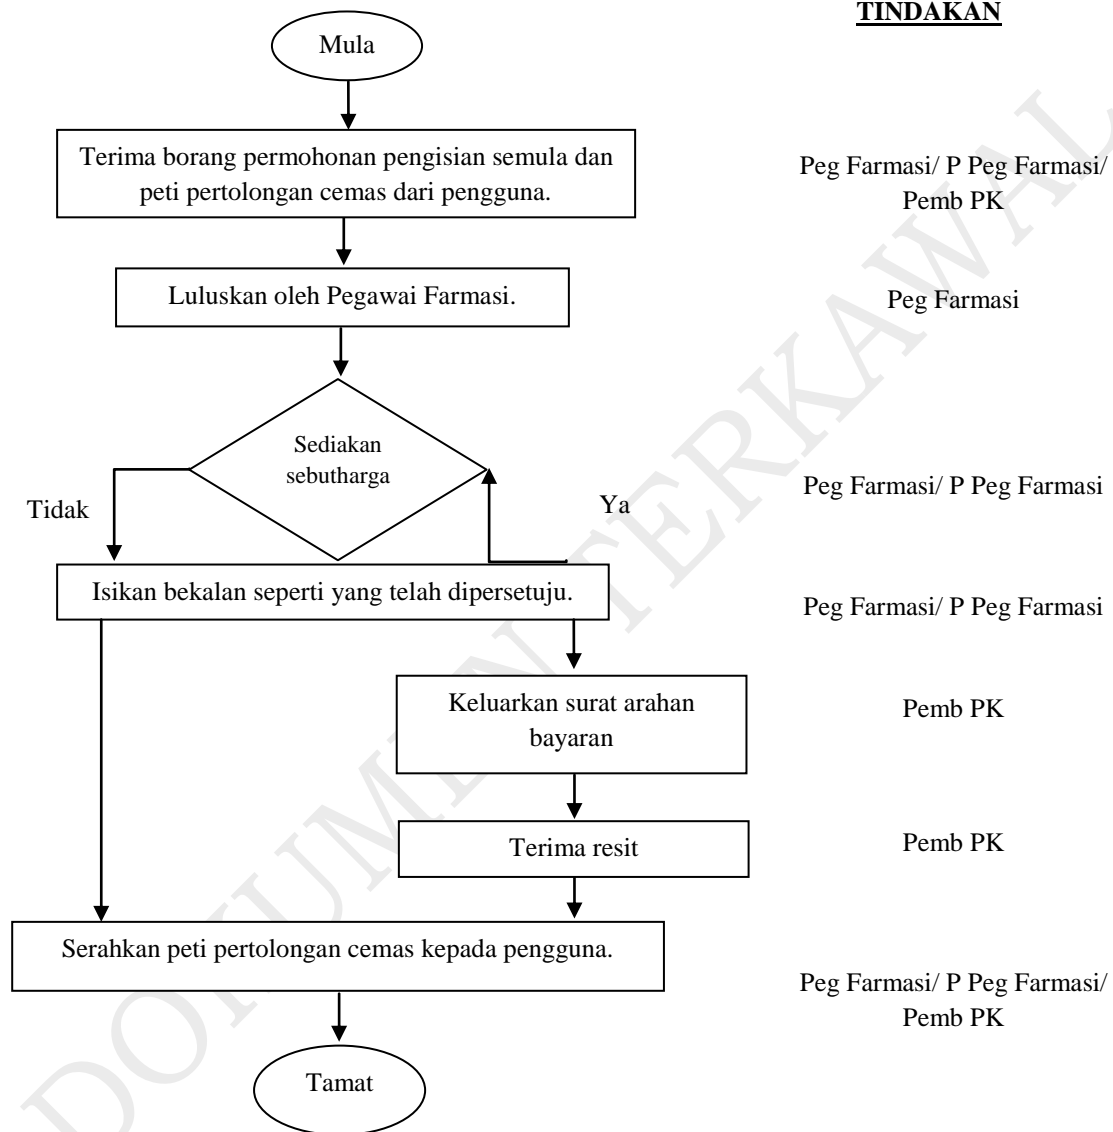 TINDAKAN
Mula
Terima borang permohonan pengisian semula dan
peti pertolongan cemas dari pengguna.
Peg Farmasi/ P Peg Farmasi/
Pemb PK
Luluskan oleh Pegawai Farmasi.
Peg Farmasi
Sediakan
sebutharga
Peg Farmasi/ P Peg Farmasi
Tidak
Ya
Isikan bekalan seperti yang telah dipersetuju.
Peg Farmasi/ P Peg Farmasi
Keluarkan surat arahan
bayaran
Pemb PK
Terima resit
Pemb PK
Serahkan peti pertolongan cemas kepada pengguna.
Peg Farmasi/ P Peg Farmasi/
Pemb PK
Tamat
DOKUMEN TERKAWAL